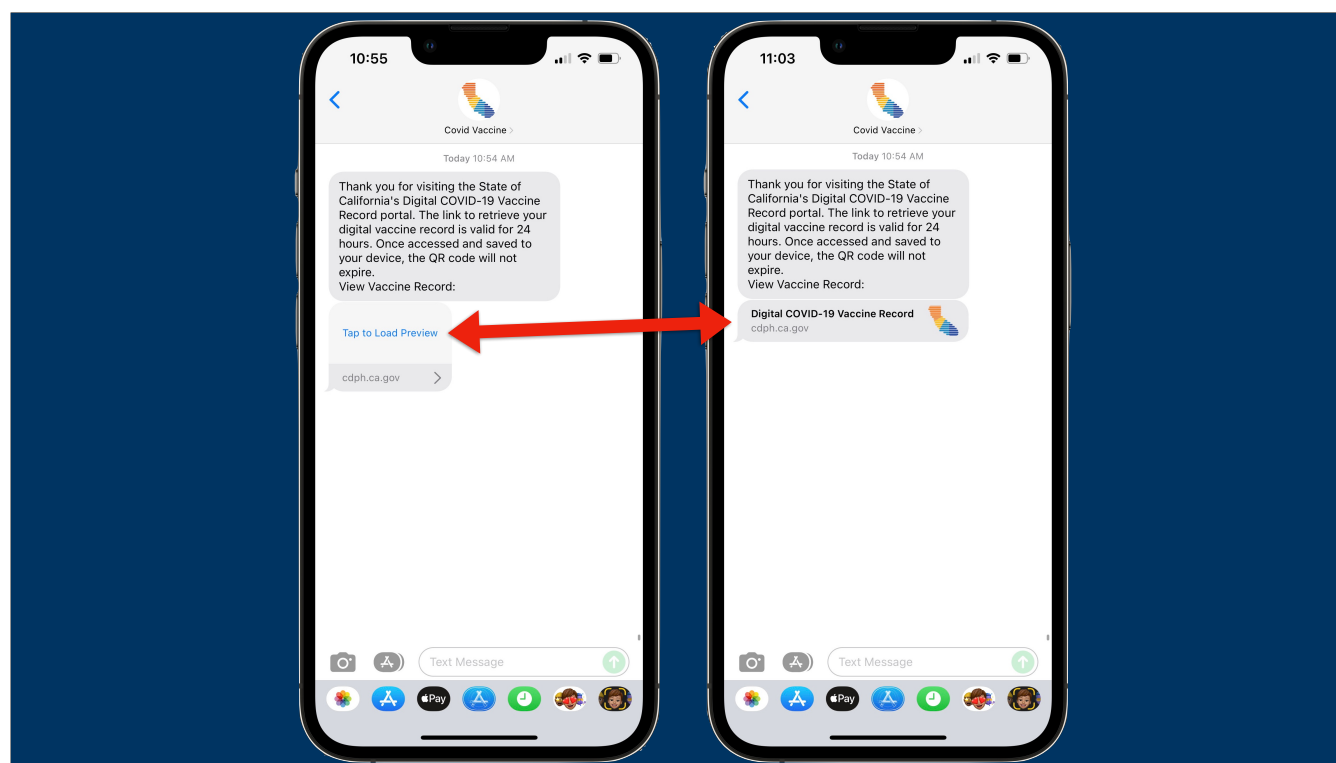 10:55
Covid Vaccine >
Today 10:54 AM
Thank you for visiting the State of
California's Digital COVID-19 Vaccine
Record portal. The link to retrieve your
digital vaccine record is valid for 24
hours. Once accessed and saved to
your device, the QR code will not
expire.
View Vaccine Record:
Tap to Load Preview
cdph.ca.gov
Text Message
Pay
11:03
Covid Vaccine >
Today 10:54 AM
Thank you for visiting the State of
California's Digital COVID-19 Vaccine
Record portal. The link to retrieve your
digital vaccine record is valid for 24
hours. Once accessed and saved to
your device, the QR code will not
expire.
View Vaccine Record:
Digital COVID-19 Vaccine Record
cdph.ca.gov
Text Message
Pay